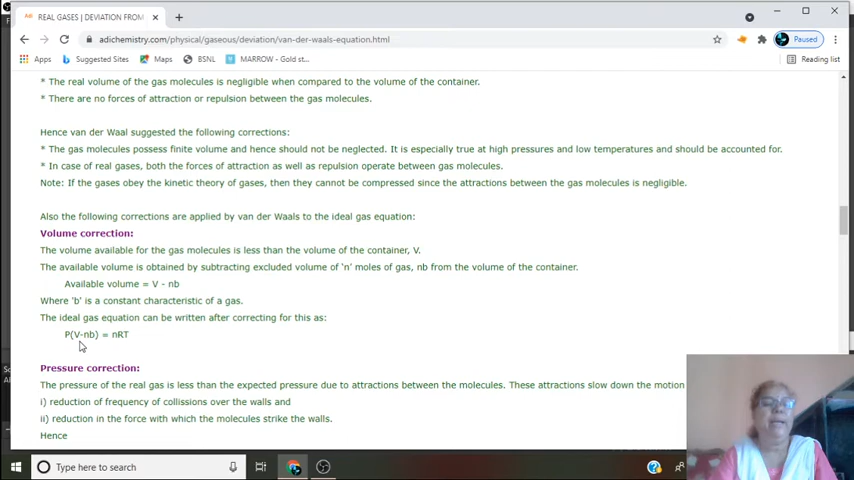 REAL GASES | DEVIATION FROM
adichemistry.com/physical/gaseous/deviation/van-der-waals-equation.html
Paused
Apps
Suggested Sites
Maps
BSNL
MARROW - Gold st...
Reading list
* The real volume of the gas molecules is negligible when compared to the volume of the container.
* There are no forces of attraction or repulsion between the gas molecules.
Hence van der Waal suggested the following corrections:
* The gas molecules possess finite volume and hence should not be neglected. It is especially true at high pressures and low temperatures and should be accounted for.
* In case of real gases, both the forces of attraction as well as repulsion operate between gas molecules.
Note: If the gases obey the kinetic theory of gases, then they cannot be compressed since the attractions between the gas molecules is negligible.
Also the following corrections are applied by van der Waals to the ideal gas equation:
Volume correction:
The volume available for the gas molecules is less than the volume of the container, V.
The available volume is obtained by subtracting excluded volume of 'n' moles of gas, nb from the volume of the container.
Available volume = V - nb
Where 'b' is a constant characteristic of a gas.
The ideal gas equation can be written after correcting for this as:
P(V-nb) = nRT
Pressure correction:
The pressure of the real gas is less than the expected pressure due to attractions between the molecules. These attractions slow down the motion
i) reduction of frequency of collissions over the walls and
ii) reduction in the force with which the molecules strike the walls.
Hence
Type here to search